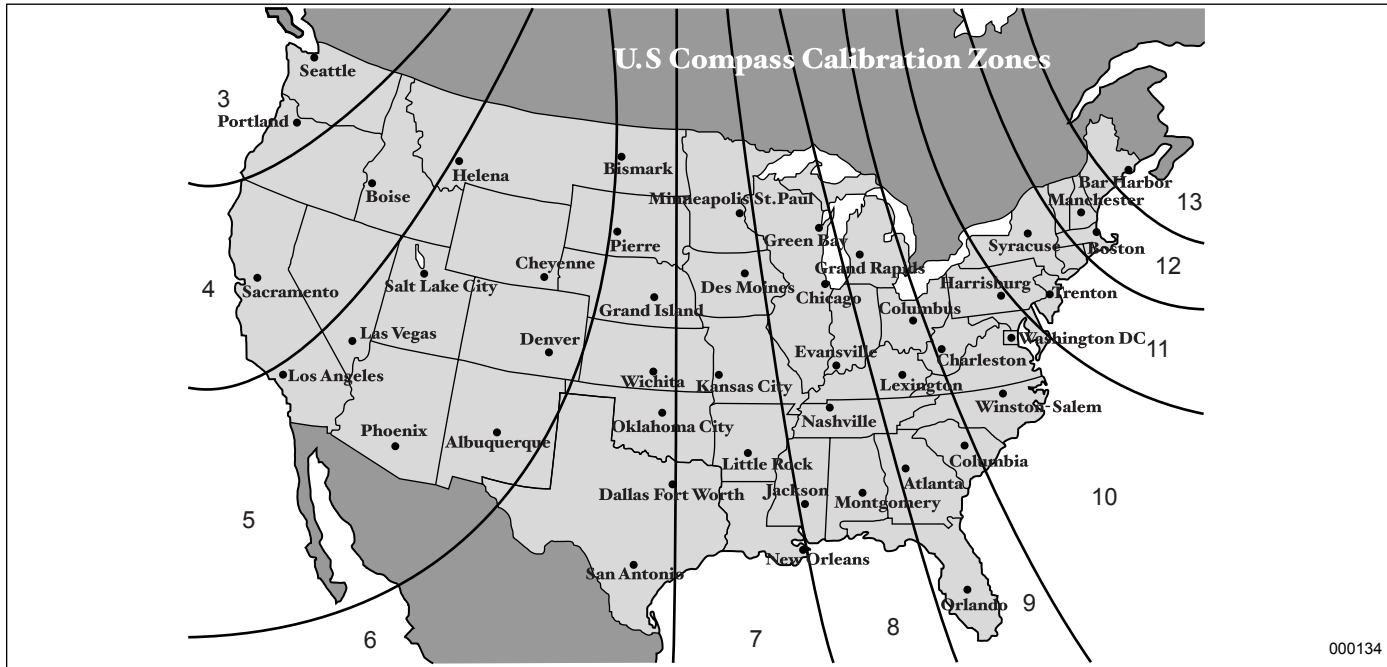 U.S Compass Calibration Zones
Seattle
3
Portland
Helena
Bismark
Boise
Bar Harbor
Minneapolis St.Paul
Manchester
13
Pierre
Green Bay
Syracuse
Boston
Cheyenne
Grand Rapids
12
4
Sacramento
Salt Lake City
Des Moines
Chicago
Harrisburg
Trenton
Grand Island
Columbus
Las Vegas
Denver
Washington DC
11
Evansville
Charleston
Los Angeles
Wichita
Kansas City
Lexington
Winston-Salem
Phoenix
Albuquerque
Oklahoma City
Nashville
Little Rock
Columbia
Dallas Fort Worth
Jackson
Montgomery
Atlanta
10
5
New Orleans
San Antonio
Orlando
9
6
7
8
000134